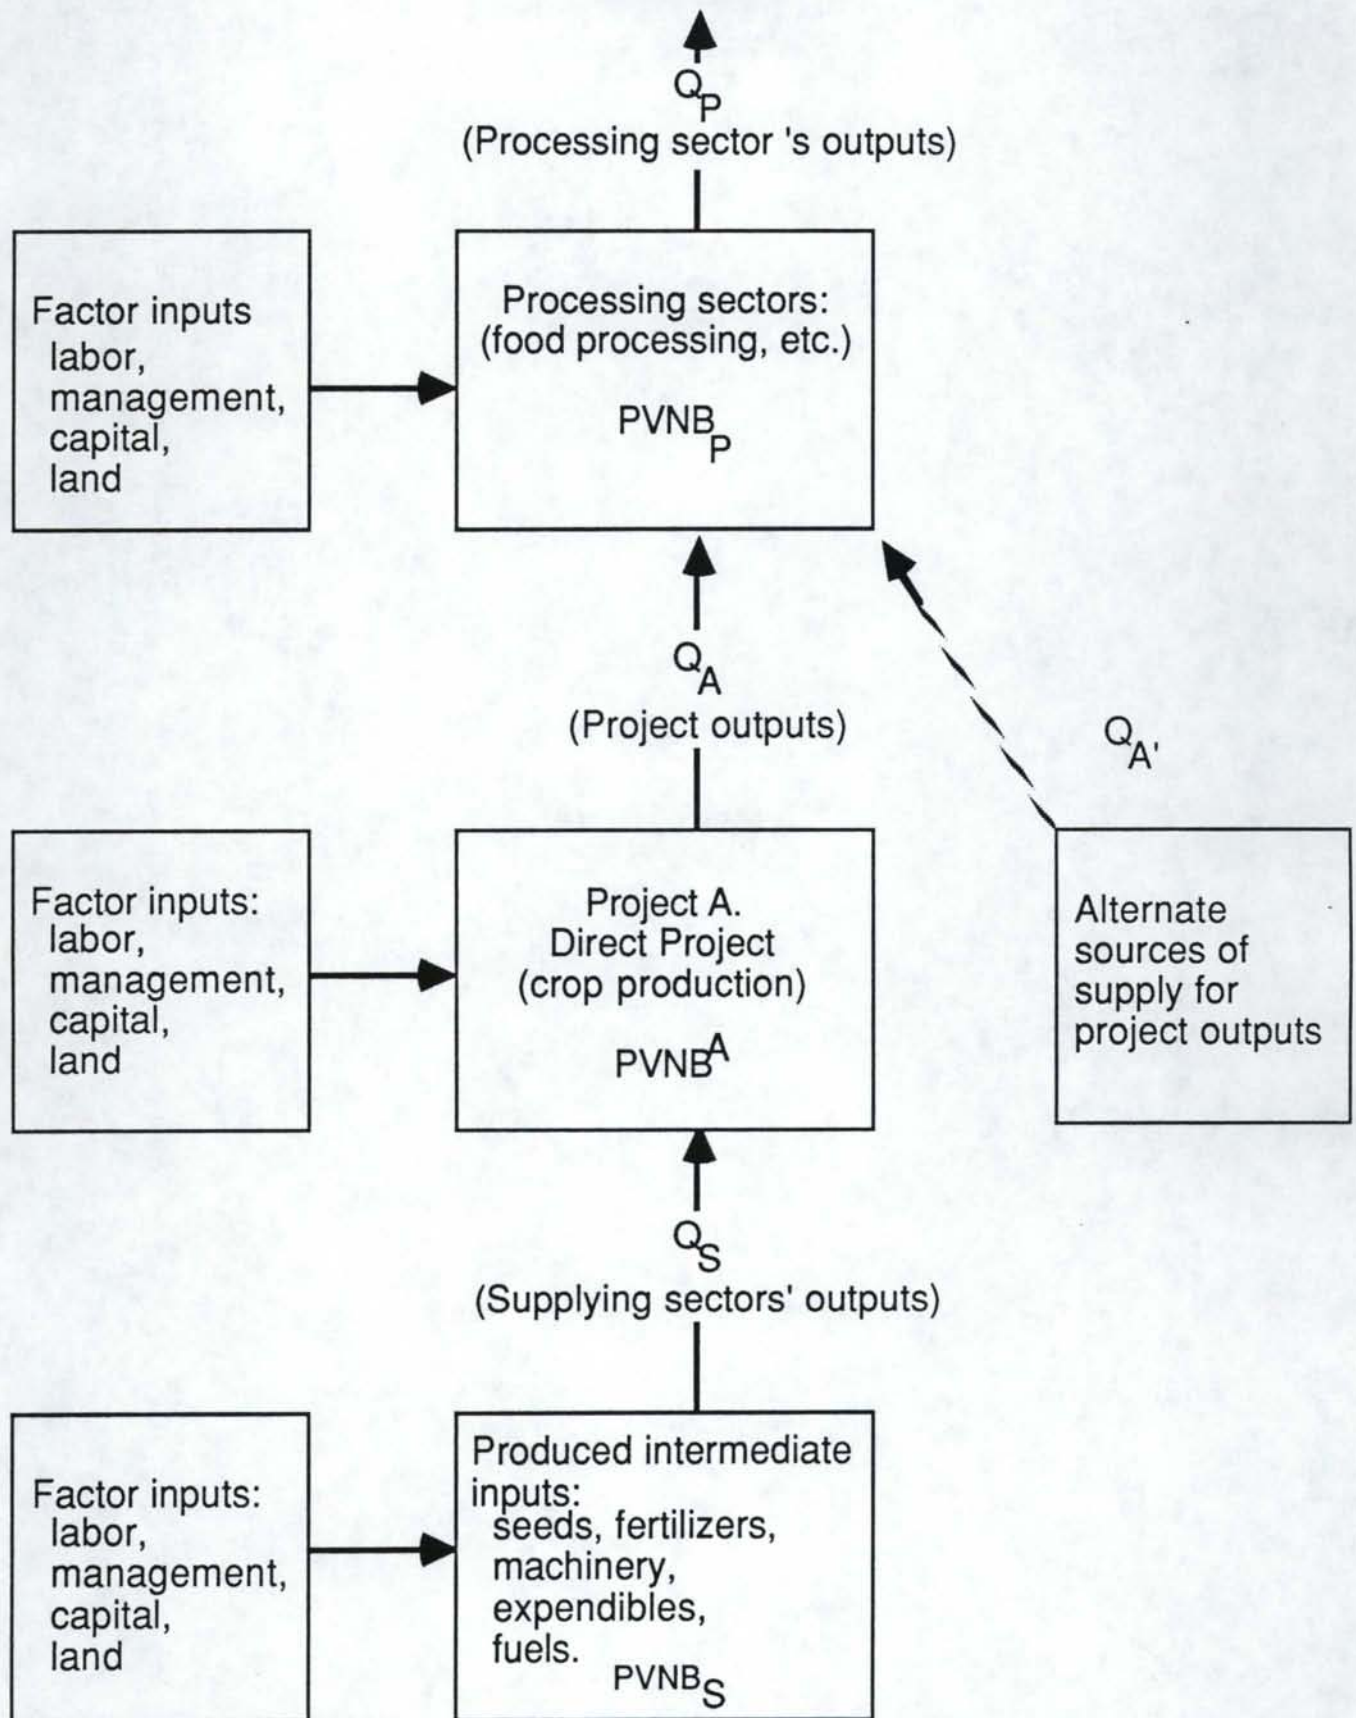 Q_P
(Processing sector 's outputs)
Factor inputs
labor,
management,
capital,
land
Processing sectors:
(food processing, etc.)
PVNB_P
Q_A
(Project outputs)
Q_A'
Factor inputs:
labor,
management,
capital,
land
Project A.
Direct Project
(crop production)
PVNB^A
Alternate
sources of
supply for
project outputs
Q_S
(Supplying sectors' outputs)
Factor inputs:
labor,
management,
capital,
land
Produced intermediate
inputs:
seeds, fertilizers,
machinery,
expendibles,
fuels.
PVNB_S